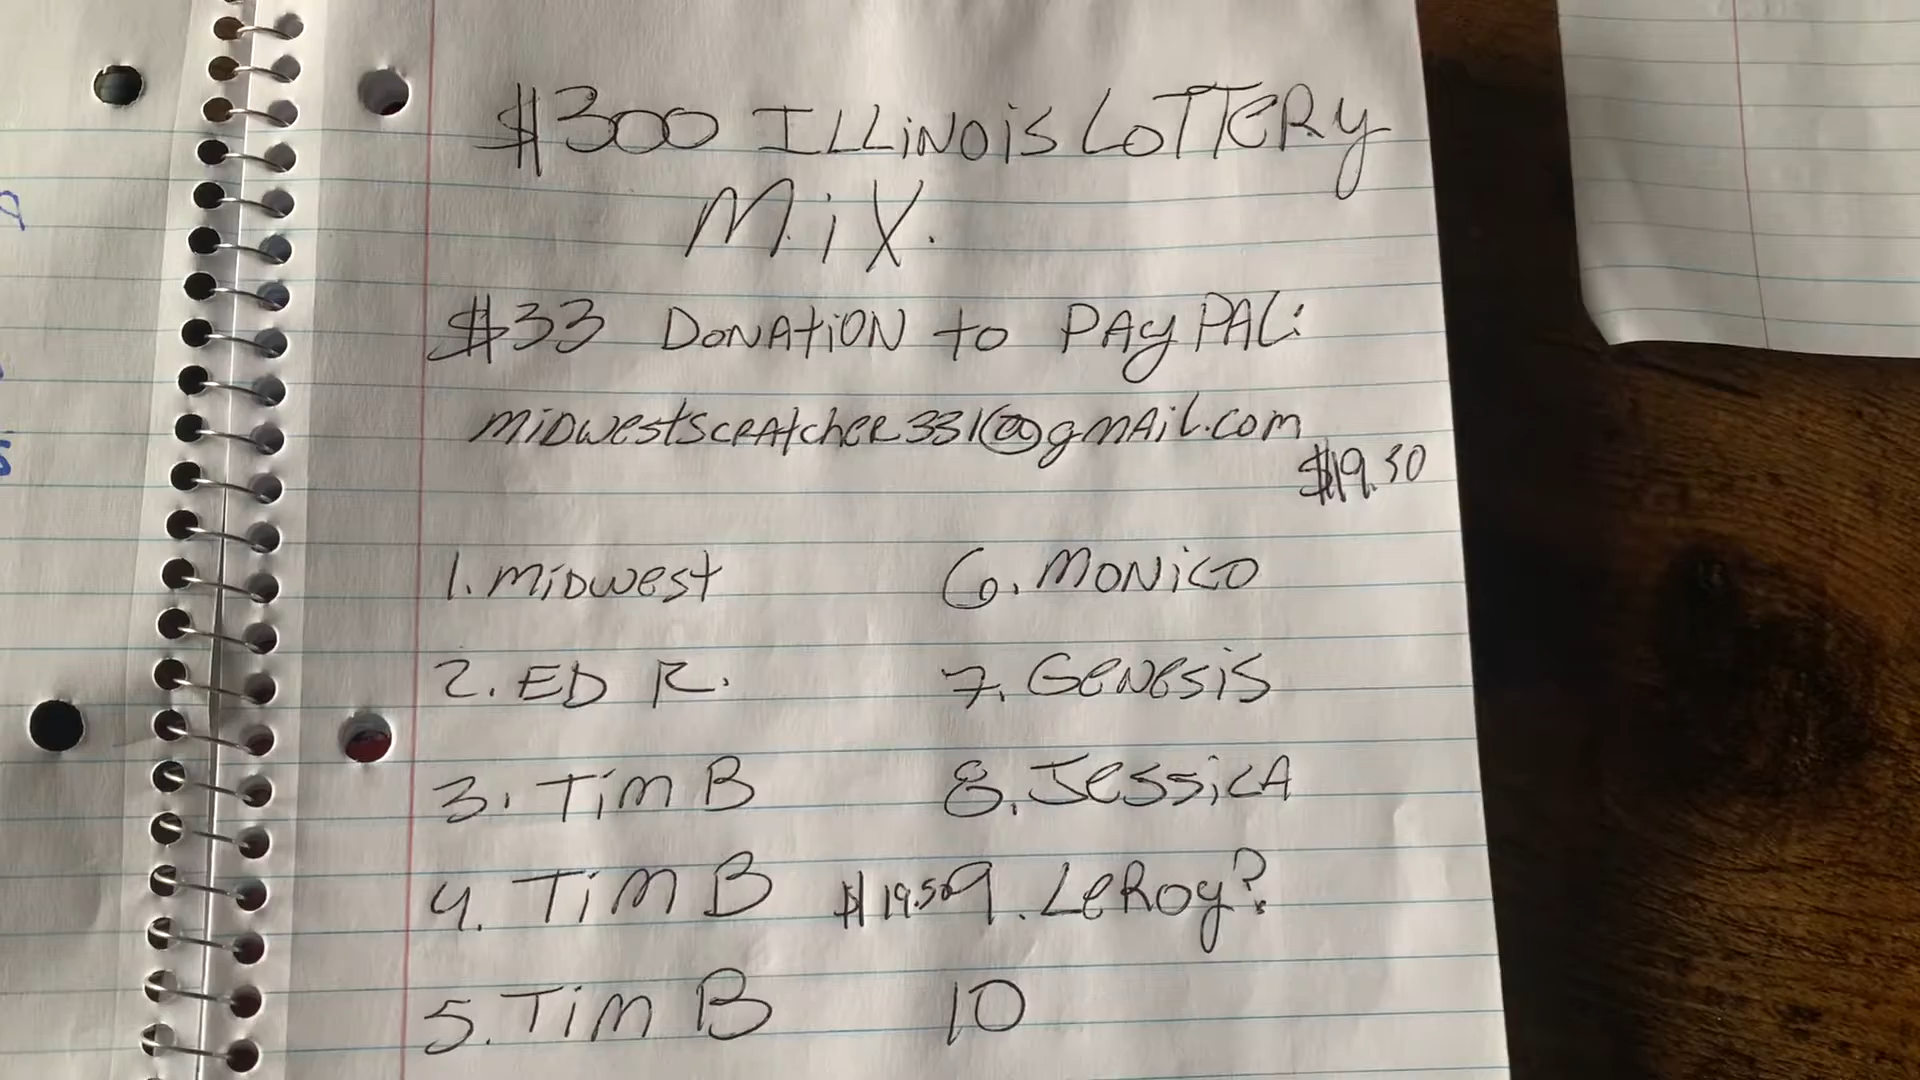 $300 ILLiNois LoTTeRy
MiX.
$33 DoNAtiON to PAyPAL:
MiDwestscRAtcheR331@gmAiL.com
$19.50
1. MiDwest
6. MoNiCO
2. ED R.
7. GeNesis
3. Tim B
8. JessicA
4. Tim B
$19.50 9. LeRoy?
5. Tim B
10